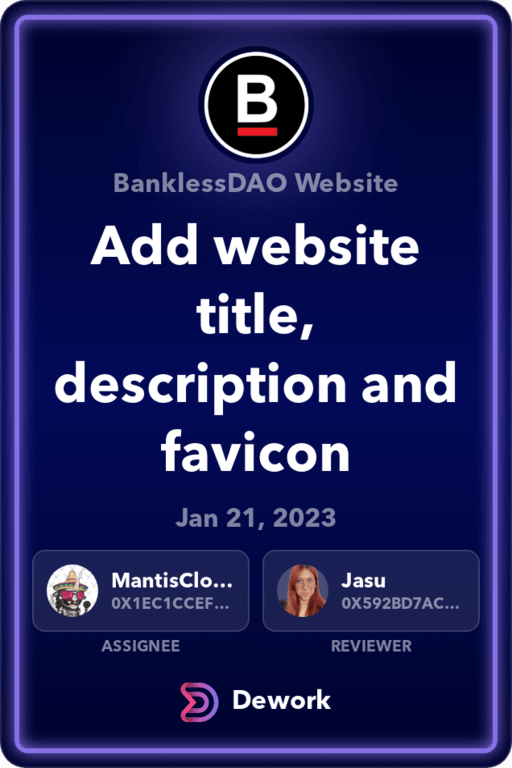 B
BanklessDAO Website
Add website
title,
description and
favicon
Jan 21, 2023
MantisClo...
0X1EC1CCEF...
Jasu
0X592BD7AC...
ASSIGNEE
REVIEWER
Dework